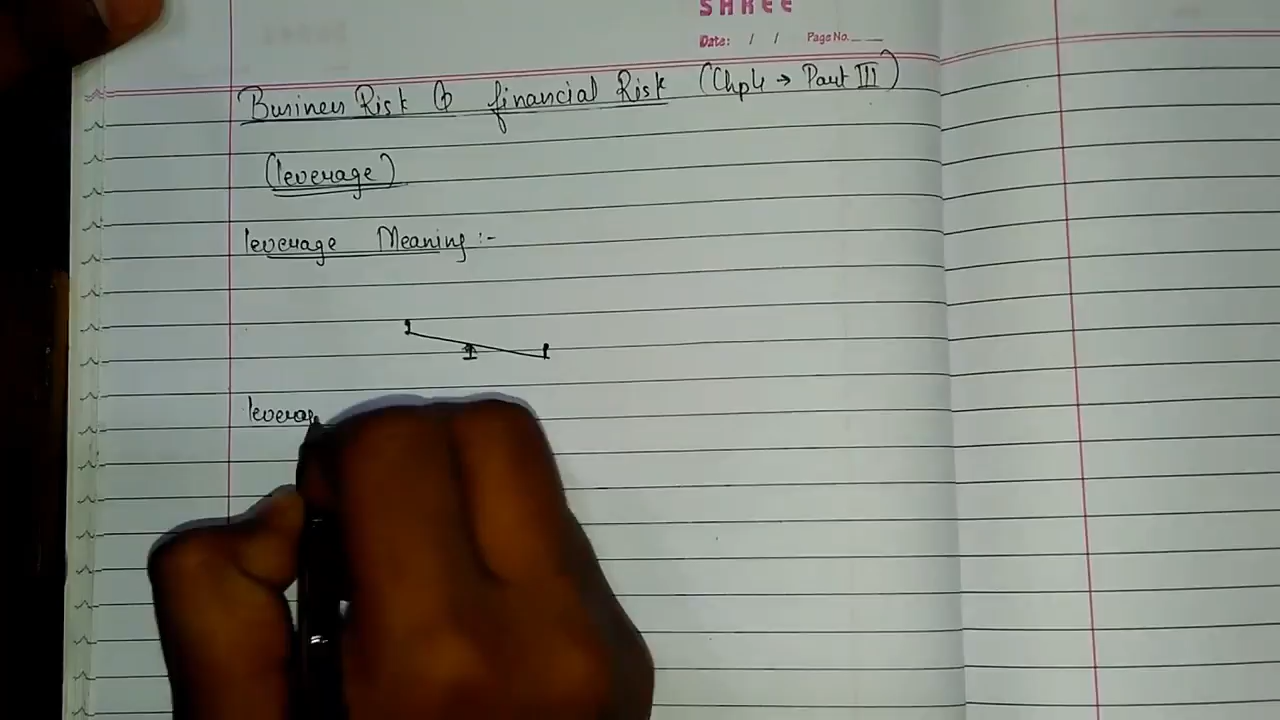 SHREE
Date: / / Page No.
Business Risk & financial Risk (Chp4 → Part III)
(leverage)
leverage Meaning :-
leverag